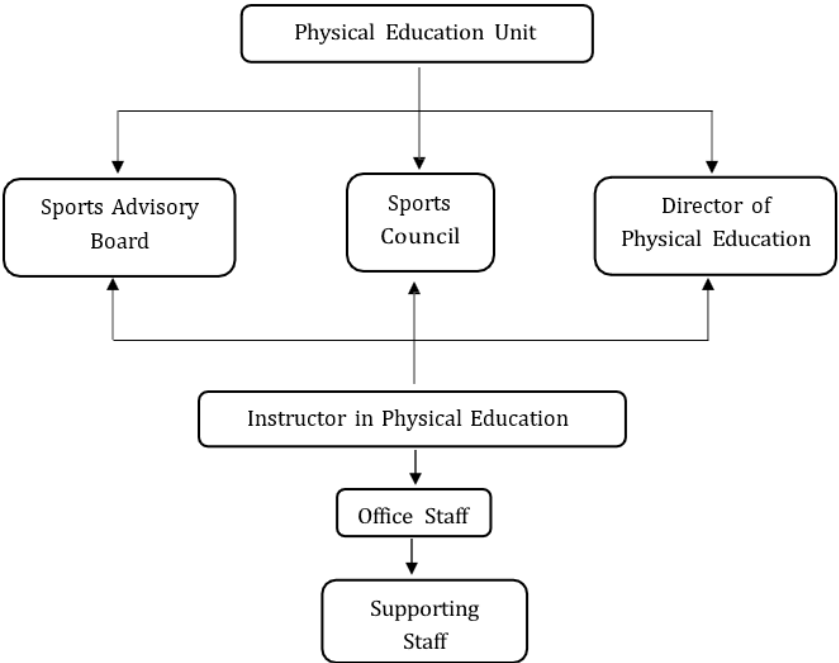 Physical Education Unit
Sports Advisory
Board
Sports
Council
Director of
Physical Education
Instructor in Physical Education
Office Staff
Supporting
Staff